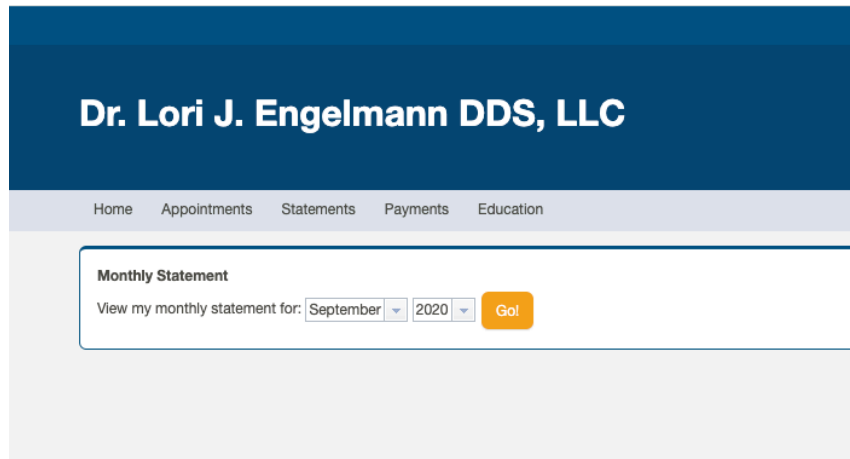 Dr. Lori J. Engelmann DDS, LLC
Home Appointments Statements Payments Education
Monthly Statement
View my monthly statement for: September 2020 Go!